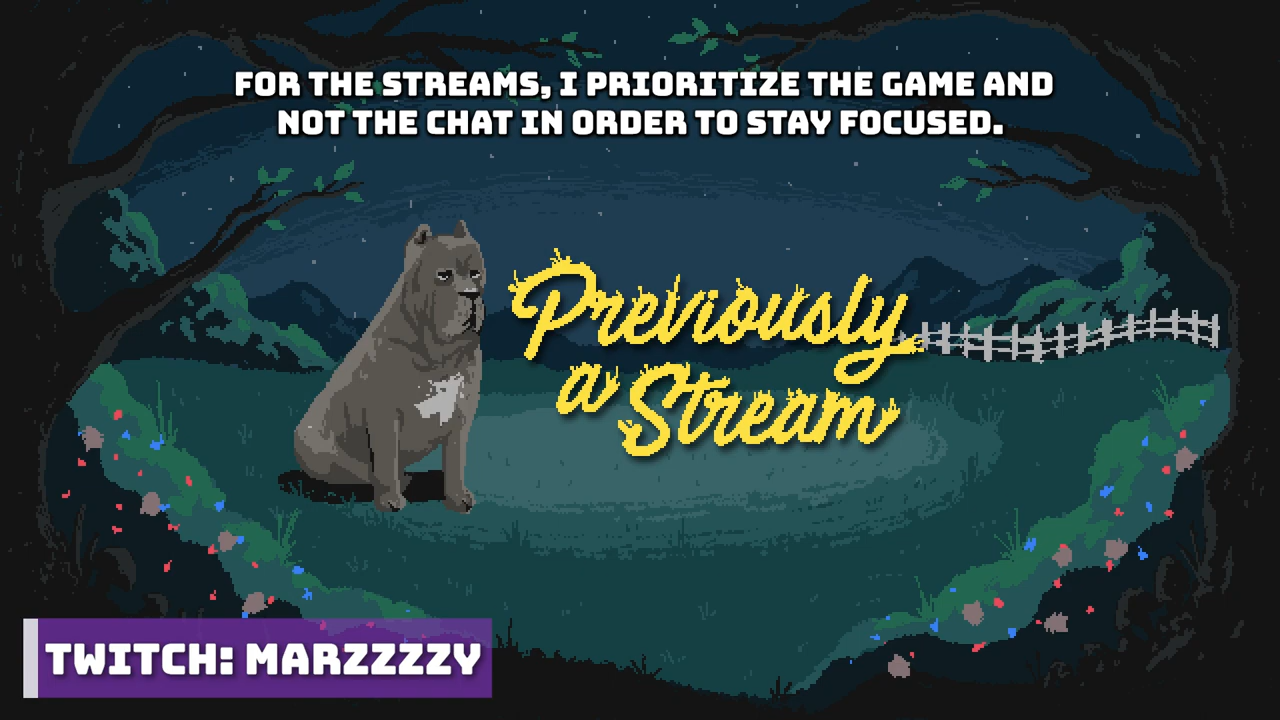 FOR THE STREAMS, I PRIORITIZE THE GAME AND
NOT THE CHAT IN ORDER TO STAY FOCUSED.
Previously
a Stream
TWITCH: MARZZZZY